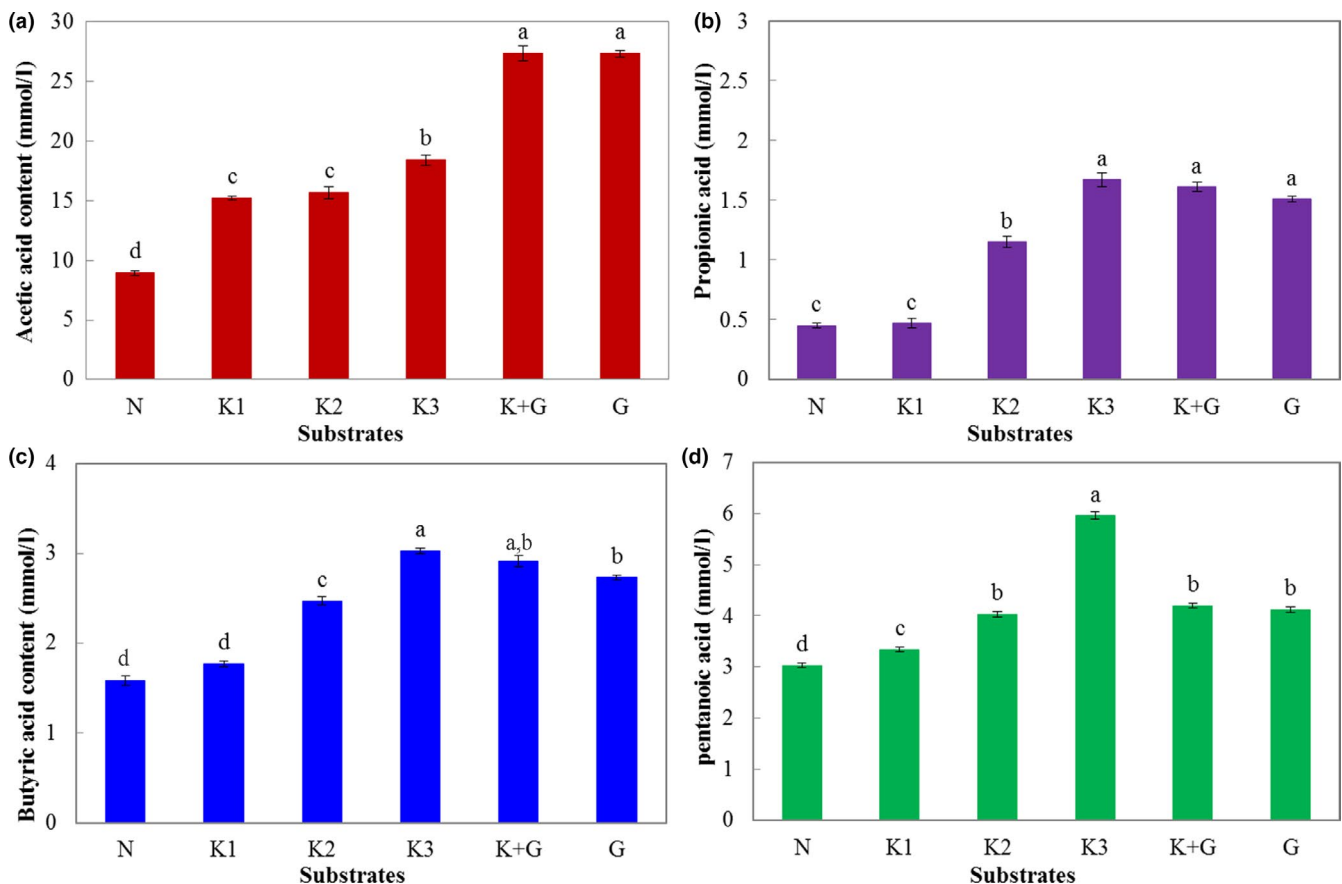 (a)
Acetic acid content (mmol/l)
30
25
20
15
10
5
0
d
c
c
b
a
a
N K1 K2 K3 K+G G
Substrates
(b)
Propionic acid (mmol/l)
3
2.5
2
1.5
1
0.5
0
c
c
b
a
a
a
N K1 K2 K3 K+G G
Substrates
(c)
Butyric acid content (mmol/l)
4
3
2
1
0
d
d
c
a
a,b
b
N K1 K2 K3 K+G G
Substrates
(d)
pentanoic acid (mmol/l)
7
6
5
4
3
2
1
0
d
c
b
a
b
b
N K1 K2 K3 K+G G
Substrates